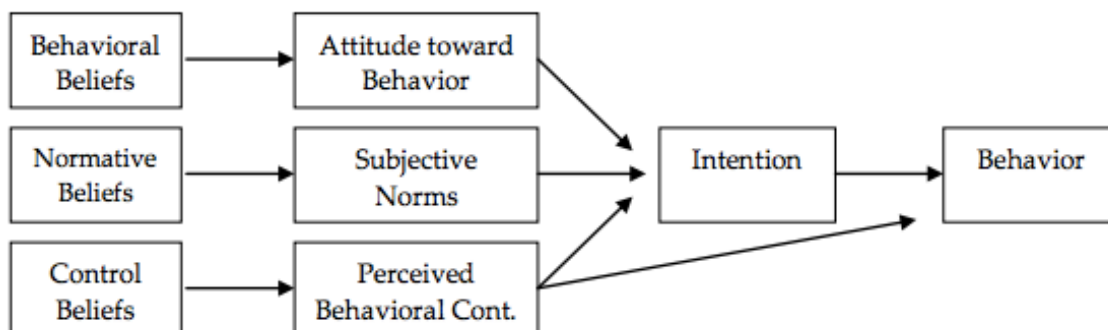 Behavioral
Beliefs
Attitude toward
Behavior
Normative
Beliefs
Subjective
Norms
Intention
Behavior
Control
Beliefs
Perceived
Behavioral Cont.